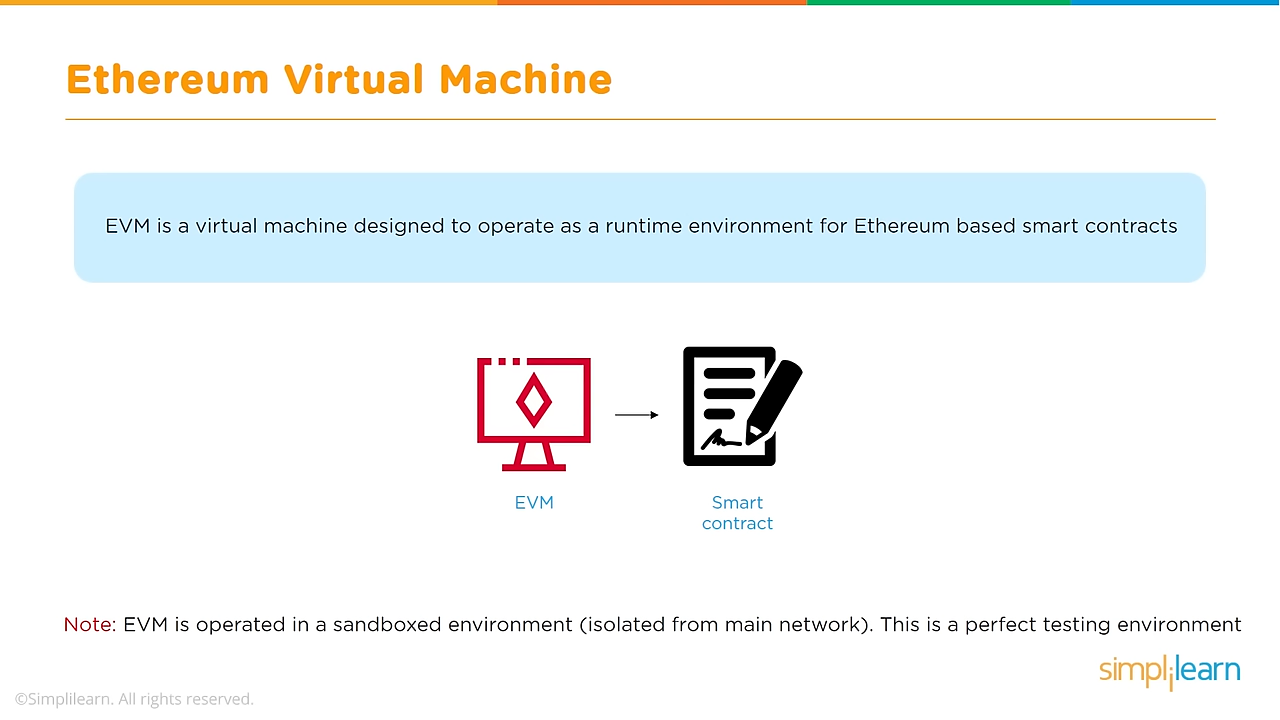 Ethereum Virtual Machine
EVM is a virtual machine designed to operate as a runtime environment for Ethereum based smart contracts
EVM
Smart
contract
Note: EVM is operated in a sandboxed environment (isolated from main network). This is a perfect testing environment
simplilearn
©Simplilearn. All rights reserved.